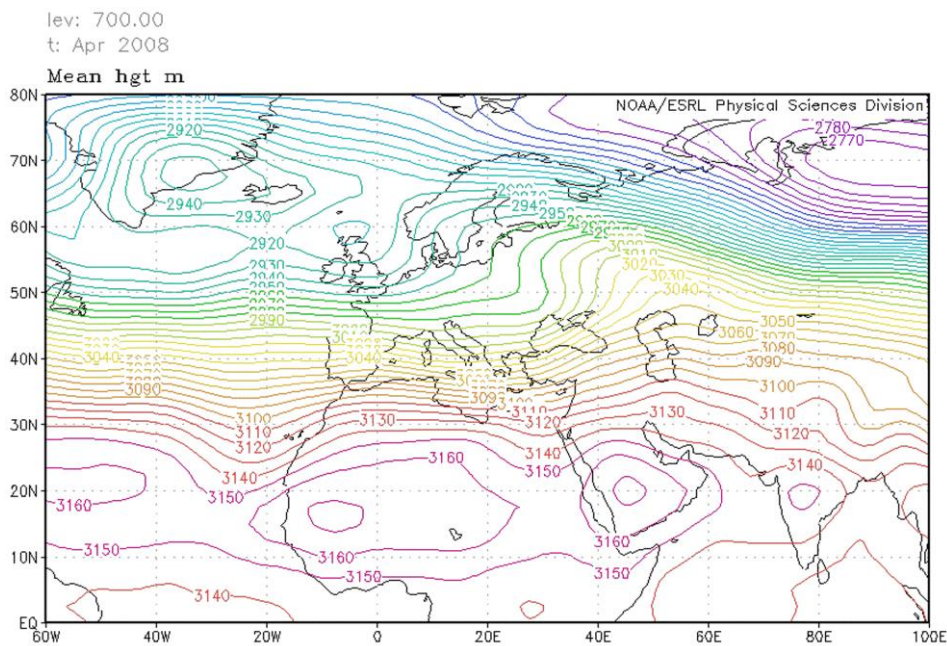 lev: 700.00
t: Apr 2008
Mean hgt m
NOAA/ESRL Physical Sciences Division
80N
70N
60N
50N
40N
30N
20N
10N
EQ
2920
2940
2930
2920
2930
2990
3040
3090
3100
3110
3120
3140
3150
3160
3150
3140
3040
3130
3160
3160
3150
2940
2950
3020
3030
3040
3110
3120
3140
3150
3130
3160
3150
2780
2770
3050
3060
3080
3090
3100
3110
3120
3140
60W
40W
20W
0
20E
40E
60E
80E
100E